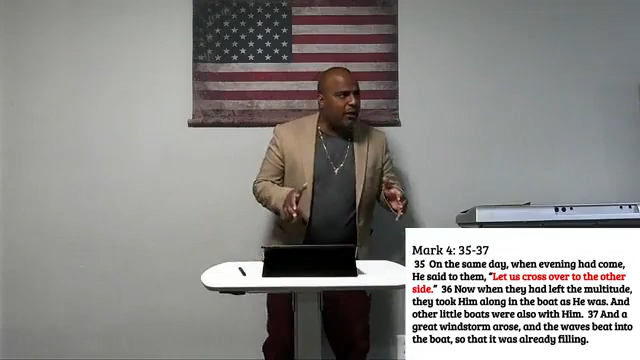 Mark 4: 35-37
35 On the same day, when evening had come,
He said to them, “Let us cross over to the other
side.” 36 Now when they had left the multitude,
they took Him along in the boat as He was. And
other little boats were also with Him. 37 And a
great windstorm arose, and the waves beat into
the boat, so that it was already filling.